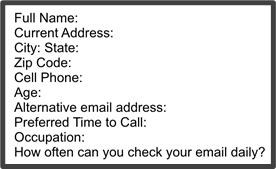 Full Name:
Current Address:
City: State:
Zip Code:
Cell Phone:
Age:
Alternative email address:
Preferred Time to Call:
Occupation:
How often can you check your email daily?